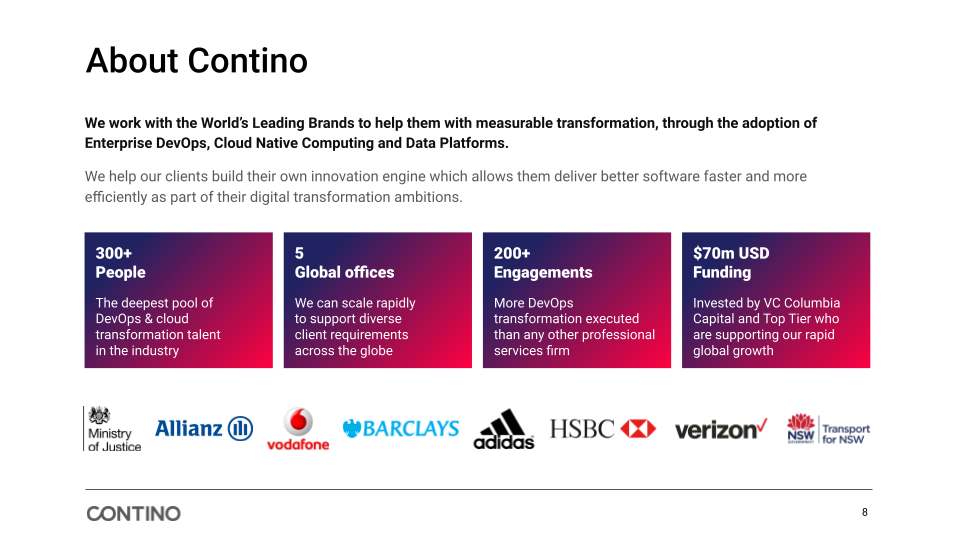 About Contino
We work with the World's Leading Brands to help them with measurable transformation, through the adoption of
Enterprise DevOps, Cloud Native Computing and Data Platforms.
We help our clients build their own innovation engine which allows them deliver better software faster and more
efficiently as part of their digital transformation ambitions.
300+
People
The deepest pool of
DevOps & cloud
transformation talent
in the industry
5
Global offices
We can scale rapidly
to support diverse
client requirements
across the globe
200+
Engagements
More DevOps
transformation executed
than any other professional
services firm
$70m USD
Funding
Invested by VC Columbia
Capital and Top Tier who
are supporting our rapid
global growth
Ministry
of Justice
Allianz
vodafone
BARCLAYS
adidas
HSBC
verizon
NSW
GOVERNMENT
Transport
for NSW
CONTINO
8